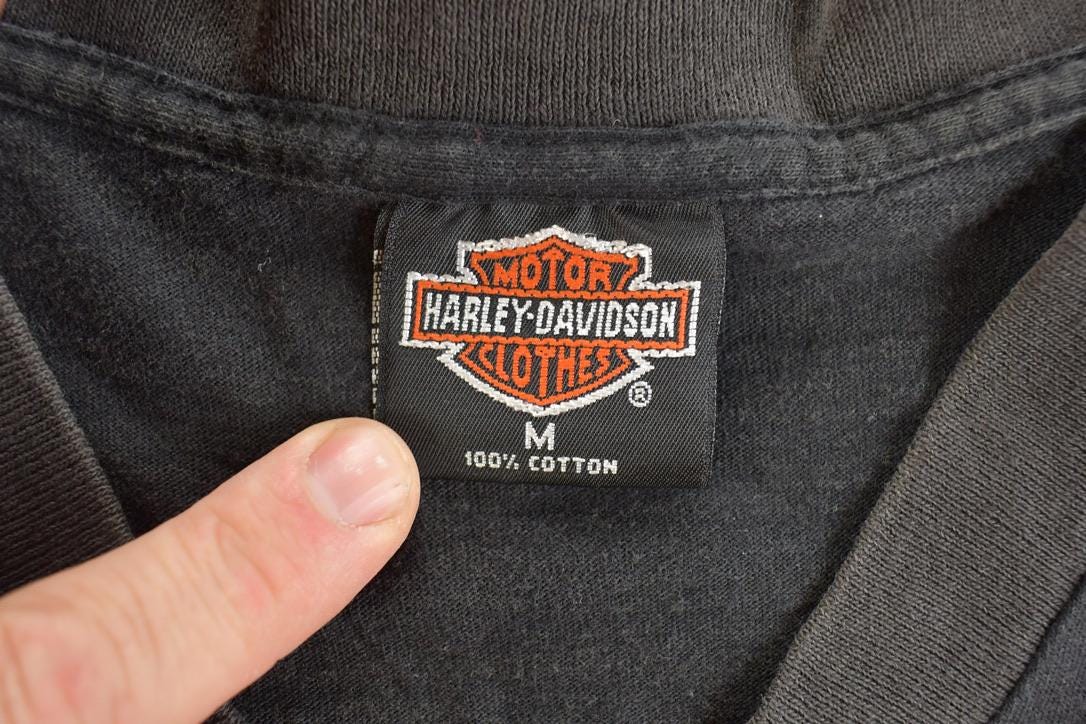 MOTOR
HARLEY-DAVIDSON
CLOTHES
®
M
100% COTTON